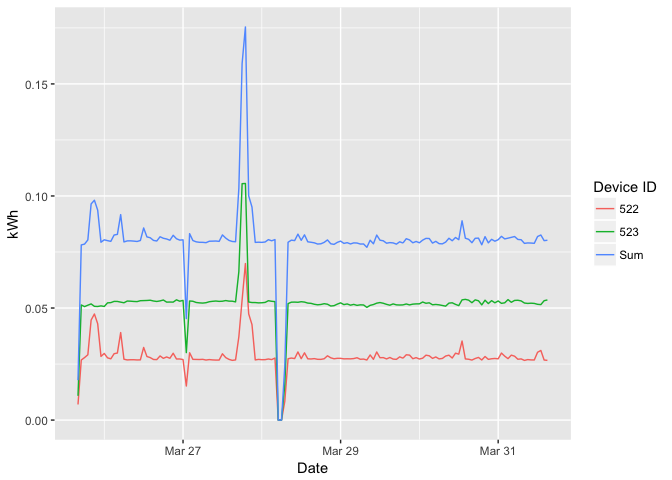 0.15
0.10
0.05
0.00
kWh
Mar 27
Mar 29
Mar 31
Date
Device ID
522
523
Sum